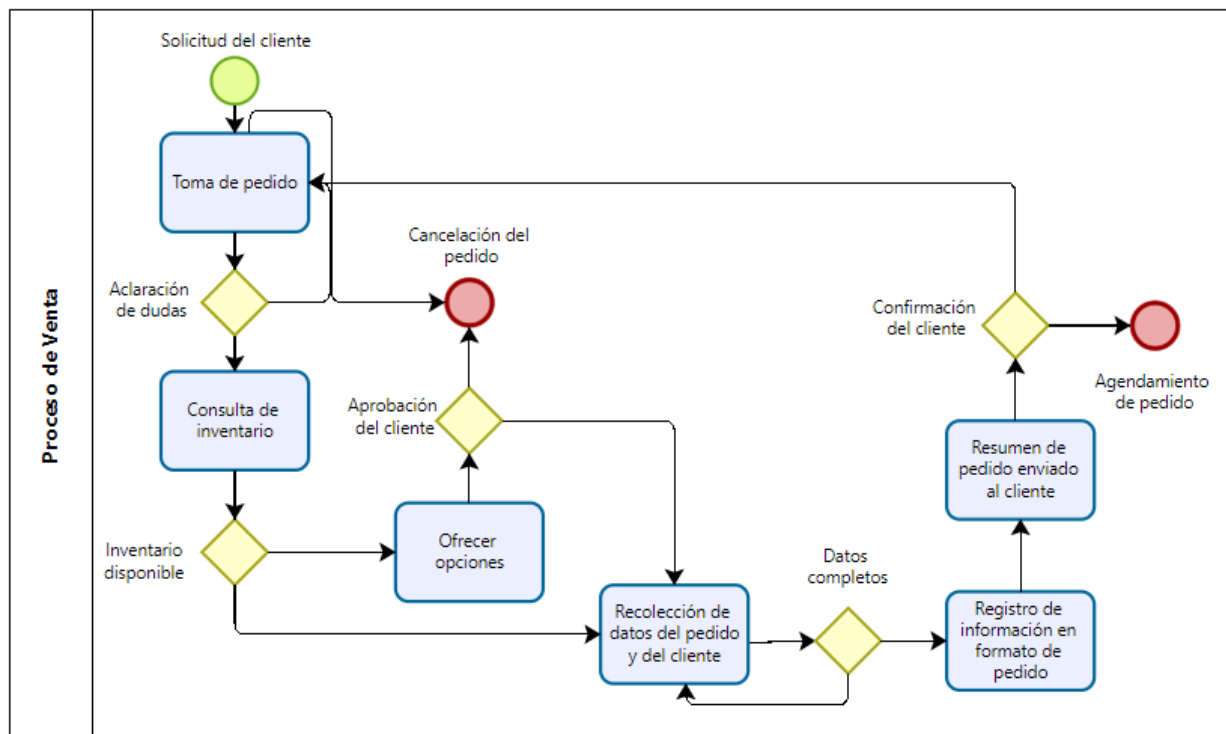 Proceso de Venta
Solicitud del cliente
Toma de pedido
Aclaración
de dudas
Cancelación del
pedido
Consulta de
inventario
Aprobación
del cliente
Inventario
disponible
Ofrecer
opciones
Recolección de
datos del pedido
y del cliente
Datos
completos
Registro de
información en
formato de
pedido
Resumen de
pedido enviado
al cliente
Confirmación
del cliente
Agendamiento
de pedido